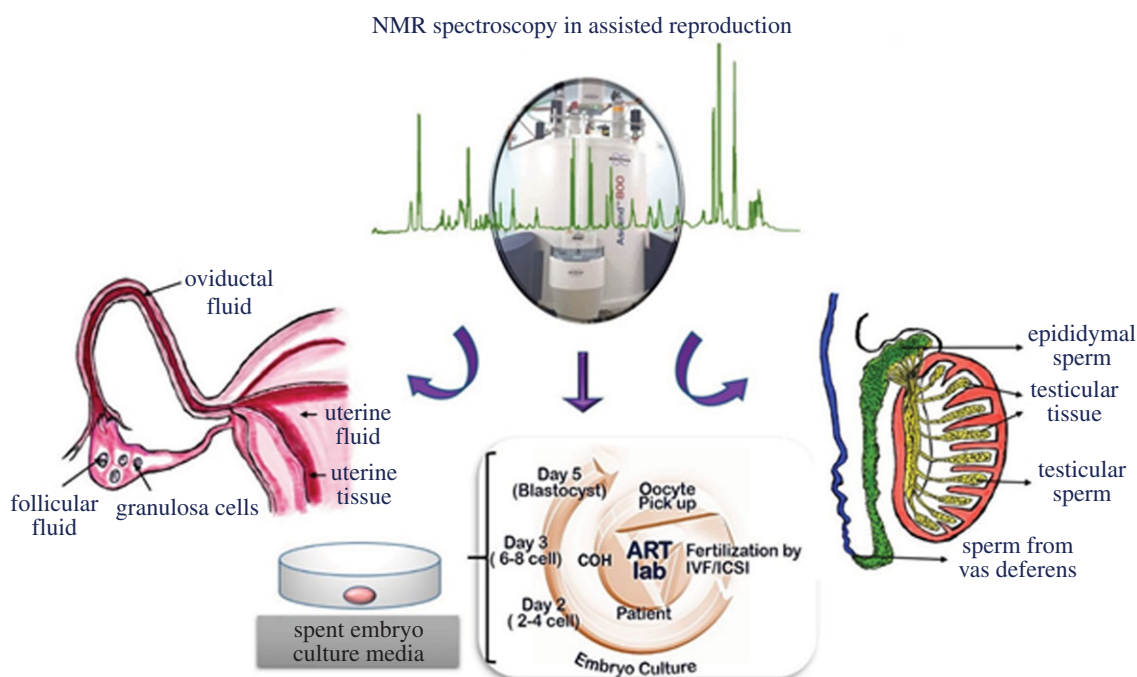 NMR spectroscopy in assisted reproduction
Ascend™ 800
oviductal
fluid
uterine
fluid
uterine
tissue
follicular
fluid
granulosa cells
epididymal
sperm
testicular
tissue
testicular
sperm
sperm from
vas deferens
spent embryo
culture media
Day 5
(Blastocyst)
Day 3
( 6-8 cell)
Day 2
( 2-4 cell)
Oocyte
Pick up
COH
ART
lab
Fertilization by
IVF/ICSI
Patient
Embryo Culture